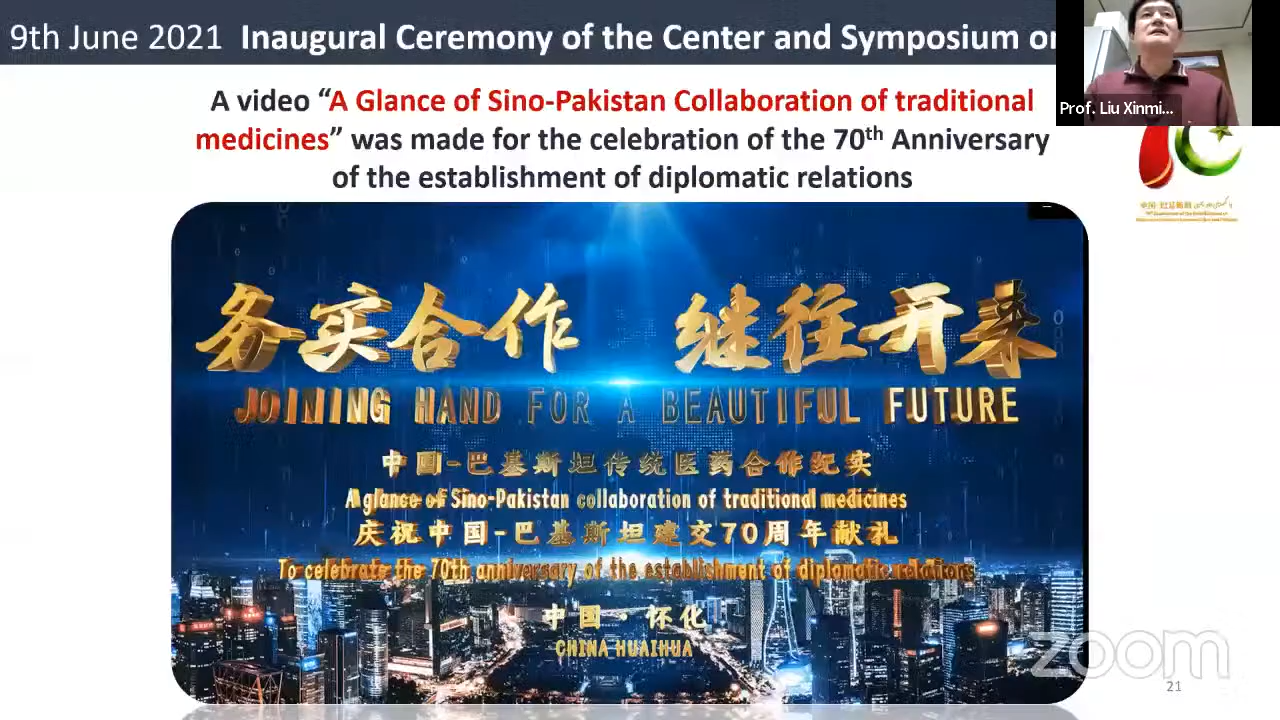 9th June 2021 Inaugural Ceremony of the Center and Symposium on
Prof. Liu Xinmi...
A video “A Glance of Sino-Pakistan Collaboration of traditional
medicines” was made for the celebration of the 70th Anniversary
of the establishment of diplomatic relations
务实合作 继往开来
JOINING HAND FOR A BEAUTIFUL FUTURE
中国-巴基斯坦传统医药合作纪实
A glance of Sino-Pakistan collaboration of traditional medicines
庆祝中国-巴基斯坦建交70周年献礼
To celebrate the 70th anniversary of the establishment of diplomatic relations
中国·怀化
CHINA HUAIHUA
zoom
21